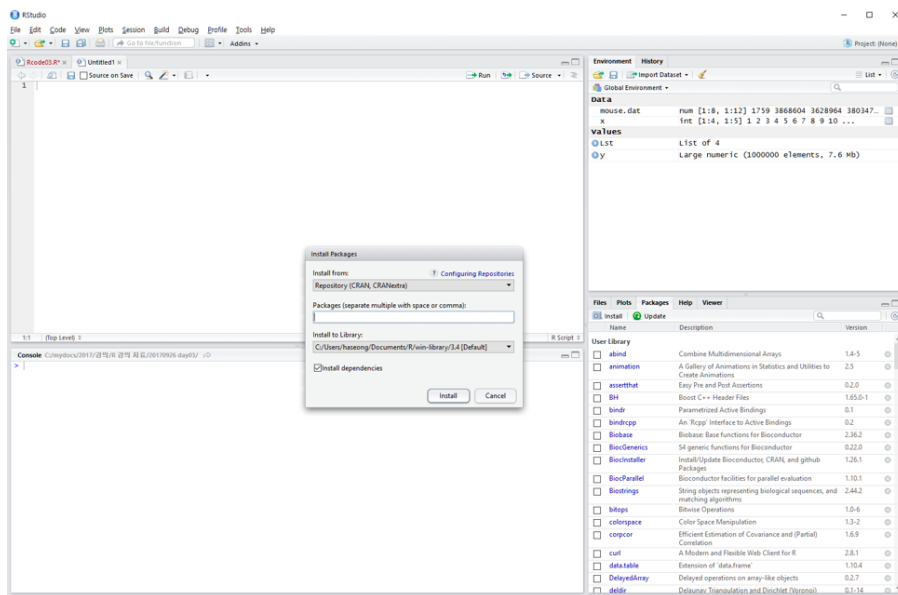 RStudio
File Edit Code View Plots Session Build Debug Profile Tools Help
Go to file/function Addins Project: (None)
Rcode03.R* Untitled1
Source on Save Run Source
1
1:1 (Top Level) R Script
Console C:/mydocs/2017/강의/R 강의 자료/20170926 day03/
>
Environment History
Import Dataset List
Global Environment
Data
mouse.dat num [1:8, 1:12] 1759 3868604 3628964 380347…
x int [1:4, 1:5] 1 2 3 4 5 6 7 8 9 10 ...
Values
Lst List of 4
y Large numeric (1000000 elements, 7.6 Mb)
Install Packages
Install from: ? Configuring Repositories
Repository (CRAN, CRANextra)
Packages (separate multiple with space or comma):
Install to Library:
C:/Users/haseong/Documents/R/win-library/3.4 [Default]
Install dependencies
Install Cancel
Files Plots Packages Help Viewer
Install Update
Name Description Version
User Library
abind Combine Multidimensional Arrays 1.4-5
animation A Gallery of Animations in Statistics and Utilities to 2.5
Create Animations
assertthat Easy Pre and Post Assertions 0.2.0
BH Boost C++ Header Files 1.65.0-1
bindr Parametrized Active Bindings 0.1
bindrcpp An 'Rcpp' Interface to Active Bindings 0.2
Biobase Biobase: Base functions for Bioconductor 2.36.2
BiocGenerics S4 generic functions for Bioconductor 0.22.0
BiocInstaller Install/Update Bioconductor, CRAN, and github 1.26.1
Packages
BiocParallel Bioconductor facilities for parallel evaluation 1.10.1
Biostrings String objects representing biological sequences, and 2.44.2
matching algorithms
bitops Bitwise Operations 1.0-6
colorspace Color Space Manipulation 1.3-2
corpcor Efficient Estimation of Covariance and (Partial) 1.6.9
Correlation
curl A Modern and Flexible Web Client for R 2.8.1
data.table Extension of `data.frame` 1.10.4
DelayedArray Delayed operations on array-like objects 0.2.7
deldir Delaunay Triangulation and Dirichlet (Voronoi) 0.1-14